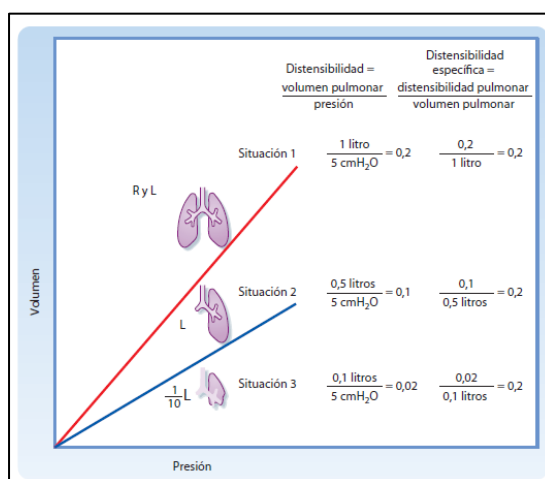 Distensibilidad =
volumen pulmonar
presión
Distensibilidad
específica =
distensibilidad pulmonar
volumen pulmonar
Situación 1
1 litro
5 cmH₂O
= 0,2
0,2
1 litro
= 0,2
R y L
Situación 2
0,5 litros
5 cmH₂O
= 0,1
0,1
0,5 litros
= 0,2
L
Situación 3
0,1 litros
5 cmH₂O
= 0,02
0,02
0,1 litros
= 0,2
1
10
L
Volumen
Presión